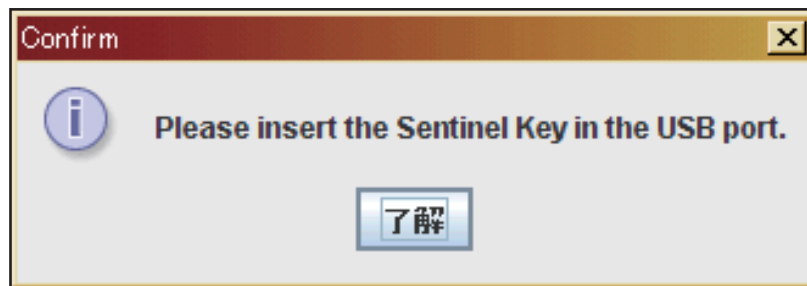 Confirm
Please insert the Sentinel Key in the USB port.
了解